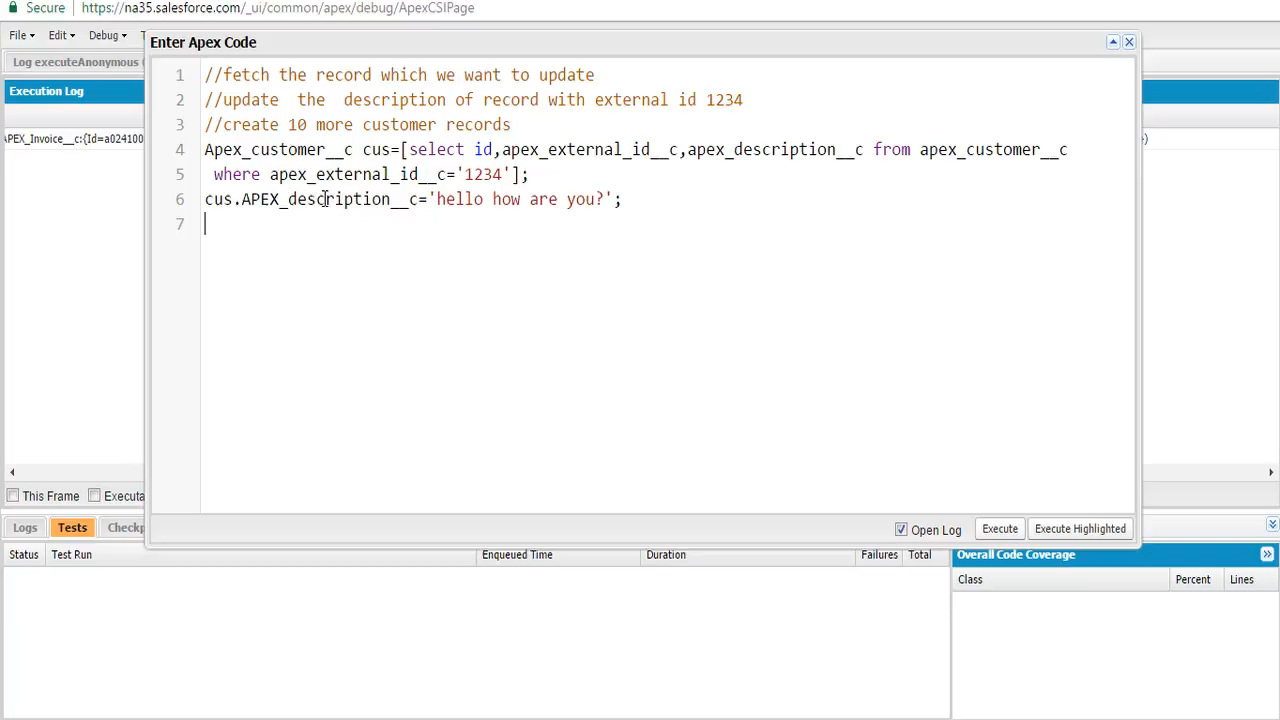 Secure https://na35.salesforce.com/_ui/common/apex/debug/ApexCSIPage
File Edit Debug
Enter Apex Code
Log executeAnonymous
Execution Log
APEX_Invoice__c:{Id=a024100
)
1 //fetch the record which we want to update
2 //update  the  description of record with external id 1234
3 //create 10 more customer records
4 Apex_customer__c cus=[select id,apex_external_id__c,apex_description__c from apex_customer__c
5  where apex_external_id__c='1234'];
6 cus.APEX_description__c='hello how are you?';
7
This Frame Executa
Open Log Execute Execute Highlighted
Logs Tests Checkp
Status Test Run Enqueued Time Duration Failures Total
Overall Code Coverage
Class Percent Lines